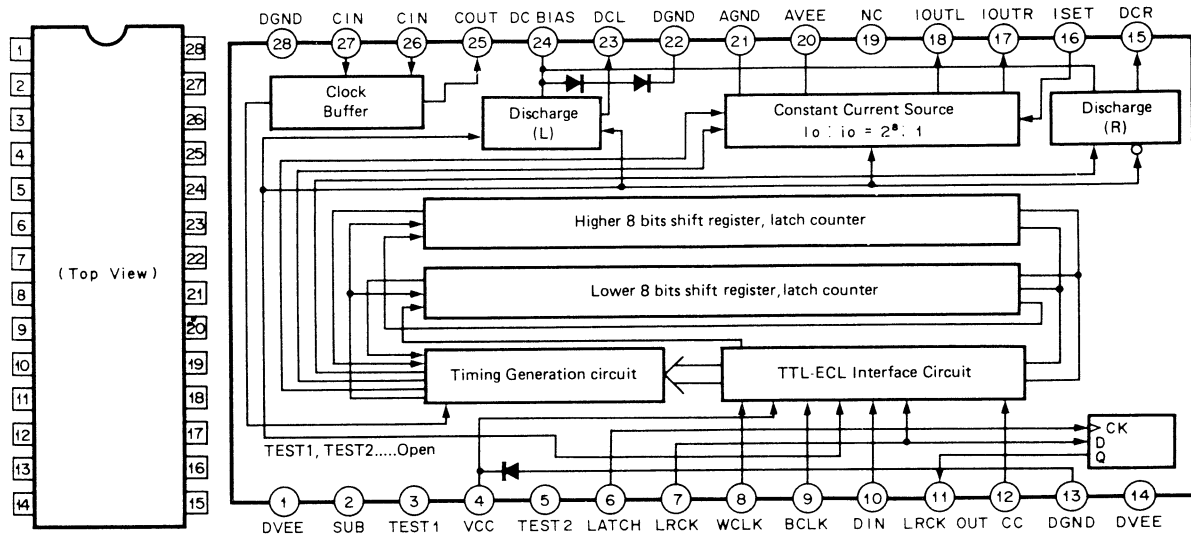 DGND CIN CIN COUT DC BIAS DCL DGND AGND AVEE NC IOUTL IOUTR ISET DCR
28 27 26 25 24 23 22 21 20 19 18 17 16 15
1 28
2 27
3 26
4 25
5 24
6 23
7 22
8 21
9 20
10 19
11 18
12 17
13 16
14 15
(Top View)
Clock
Buffer
Discharge
(L)
Constant Current Source
Io : io = 2⁸ : 1
Discharge
(R)
Higher 8 bits shift register, latch counter
Lower 8 bits shift register, latch counter
Timing Generation circuit
TTL-ECL Interface Circuit
CK
D
Q
TEST1, TEST2.....Open
1 2 3 4 5 6 7 8 9 10 11 12 13 14
DVEE SUB TEST1 VCC TEST2 LATCH LRCK WCLK BCLK DIN LRCK OUT CC DGND DVEE